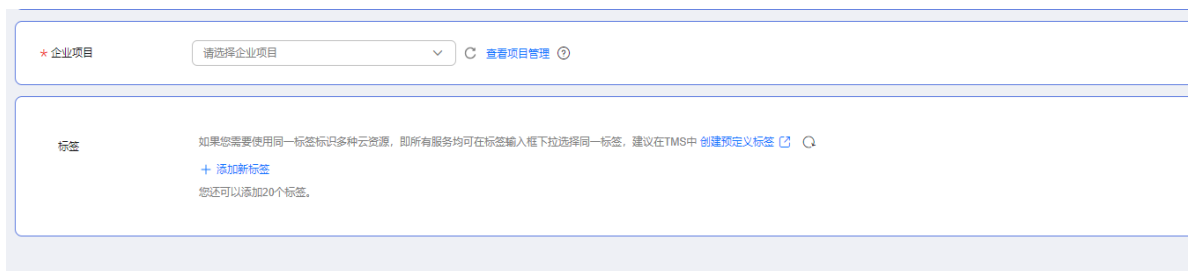 * 企业项目 请选择企业项目 查看项目管理
标签 如果您需要使用同一标签标识多种云资源，即所有服务均可在标签输入框下拉选择同一标签，建议在TMS中 创建预定义标签
+ 添加新标签
您还可以添加20个标签。